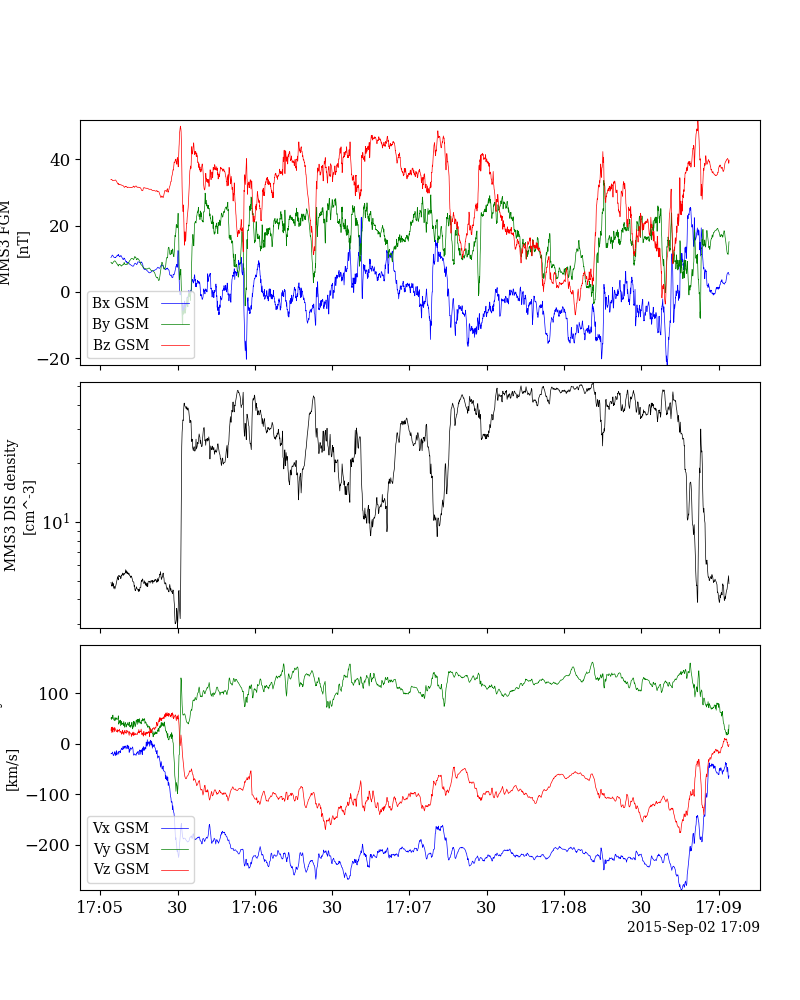 MMS3 FGM
[nT]
40
20
0
−20
Bx GSM
By GSM
Bz GSM
MMS3 DIS density
[cm^-3]
10^1
[km/s]
100
0
−100
−200
Vx GSM
Vy GSM
Vz GSM
17:05 30 17:06 30 17:07 30 17:08 30 17:09
2015-Sep-02 17:09